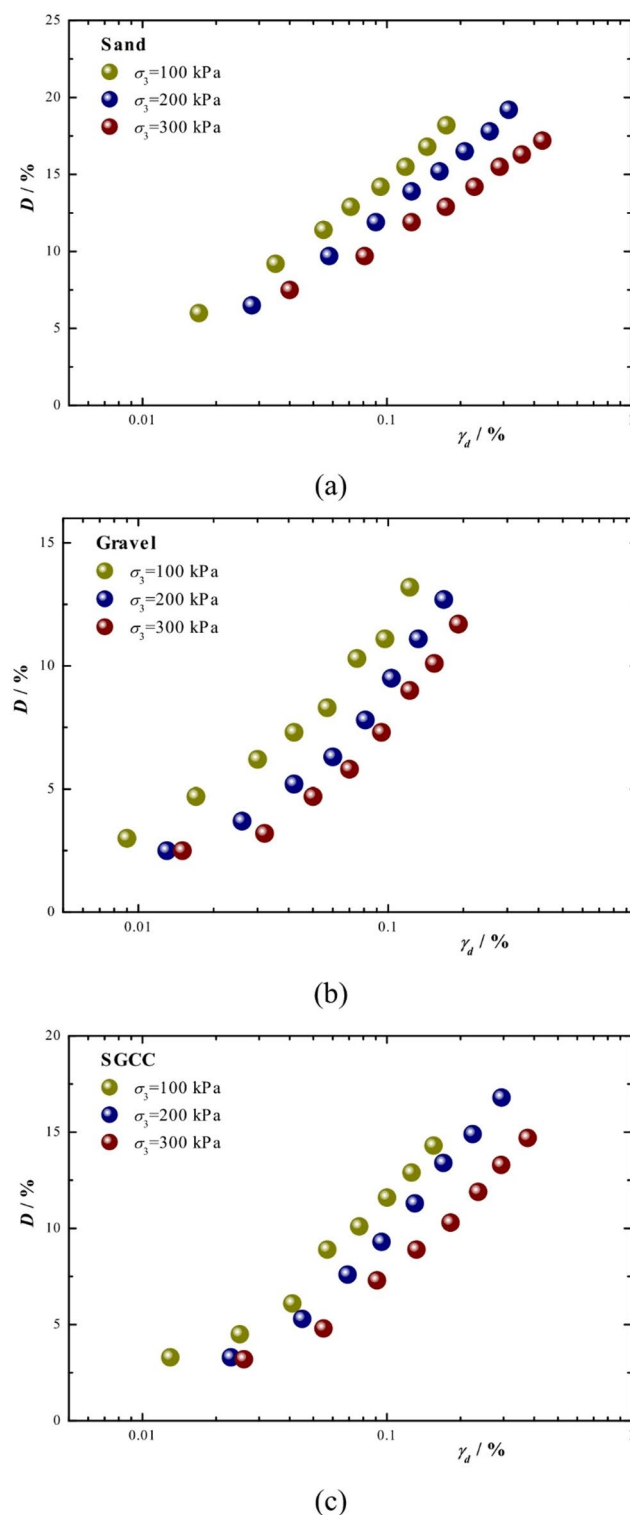 25
Sand
σ3=100 kPa
20
σ3=200 kPa
σ3=300 kPa
15
D / %
10
5
0
0.01 0.1 1
γd / %
(a)
15
Gravel
σ3=100 kPa
σ3=200 kPa
σ3=300 kPa
10
D / %
5
0
0.01 0.1
γd / %
(b)
20
SGCC
σ3=100 kPa
σ3=200 kPa
15
σ3=300 kPa
D / %
10
5
0
0.01 0.1 1
γd / %
(c)